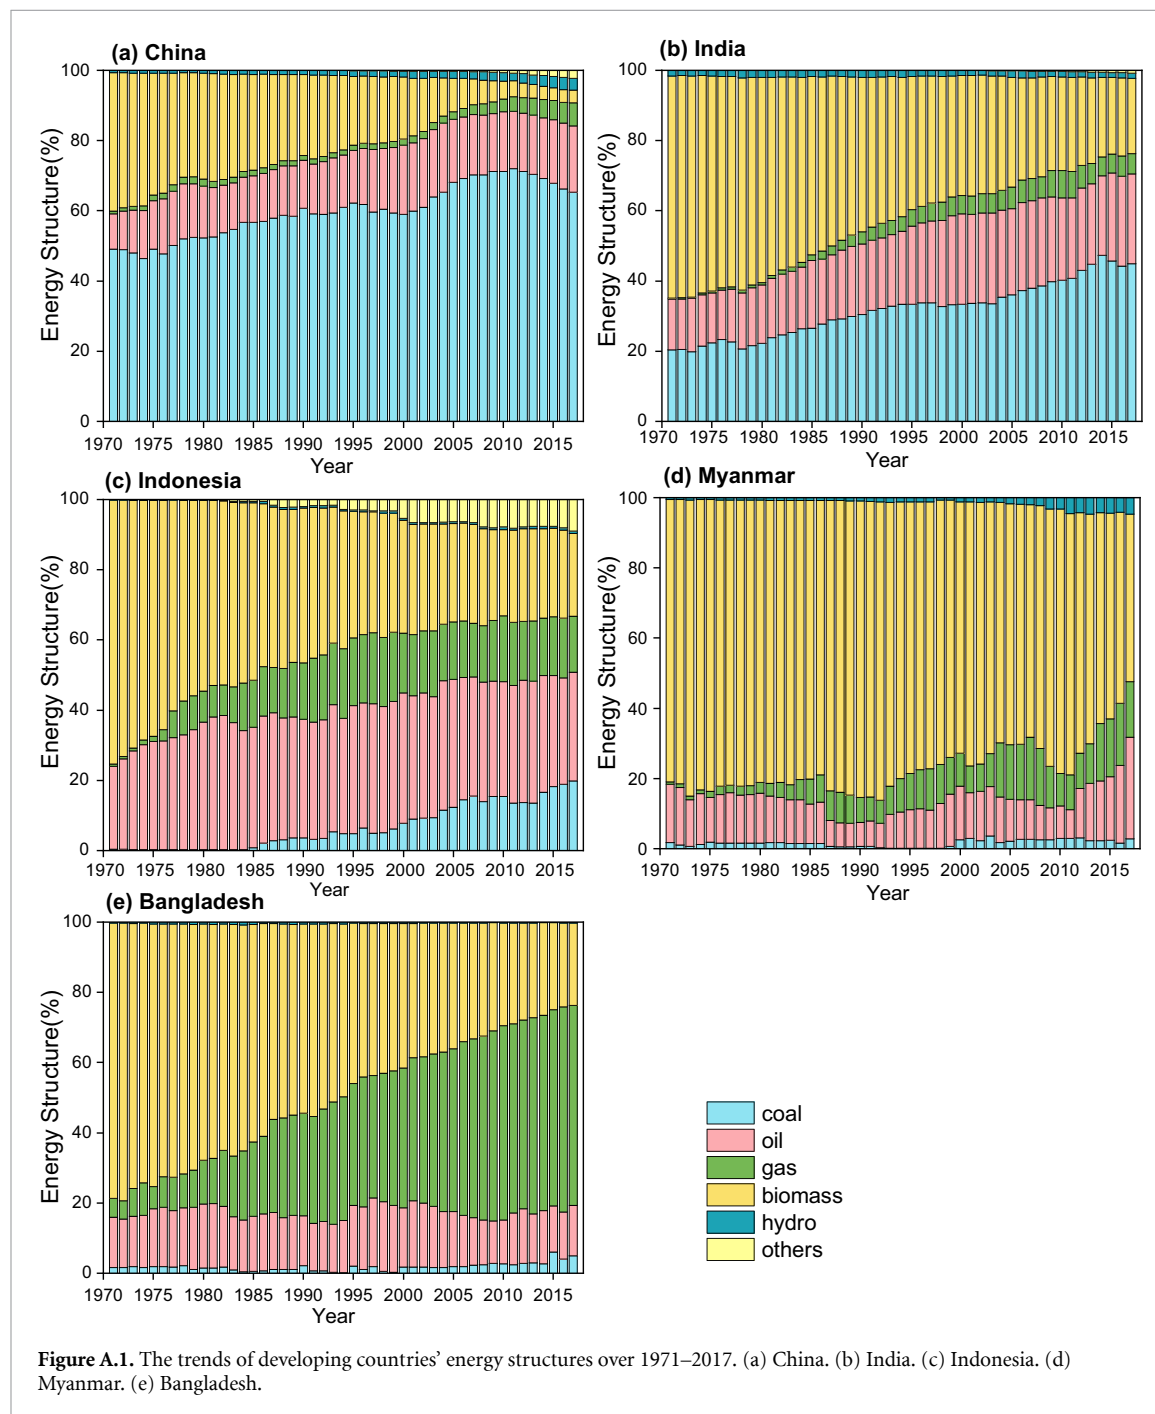 (a) China
Energy Structure(%)
100
80
60
40
20
0
1970 1975 1980 1985 1990 1995 2000 2005 2010 2015
Year
(b) India
Energy Structure(%)
100
80
60
40
20
0
1970 1975 1980 1985 1990 1995 2000 2005 2010 2015
Year
(c) Indonesia
Energy Structure(%)
100
80
60
40
20
0
1970 1975 1980 1985 1990 1995 2000 2005 2010 2015
Year
(d) Myanmar
Energy Structure(%)
100
80
60
40
20
0
1970 1975 1980 1985 1990 1995 2000 2005 2010 2015
Year
(e) Bangladesh
Energy Structure(%)
100
80
60
40
20
0
1970 1975 1980 1985 1990 1995 2000 2005 2010 2015
Year
coal
oil
gas
biomass
hydro
others
Figure A.1. The trends of developing countries’ energy structures over 1971–2017. (a) China. (b) India. (c) Indonesia. (d)
Myanmar. (e) Bangladesh.